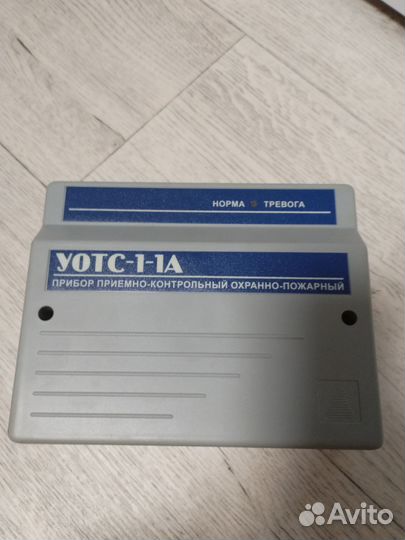 НОРМА ТРЕВОГА
УОТС-1-1А
ПРИБОР ПРИЕМНО-КОНТРОЛЬНЫЙ ОХРАННО-ПОЖАРНЫЙ
Avito